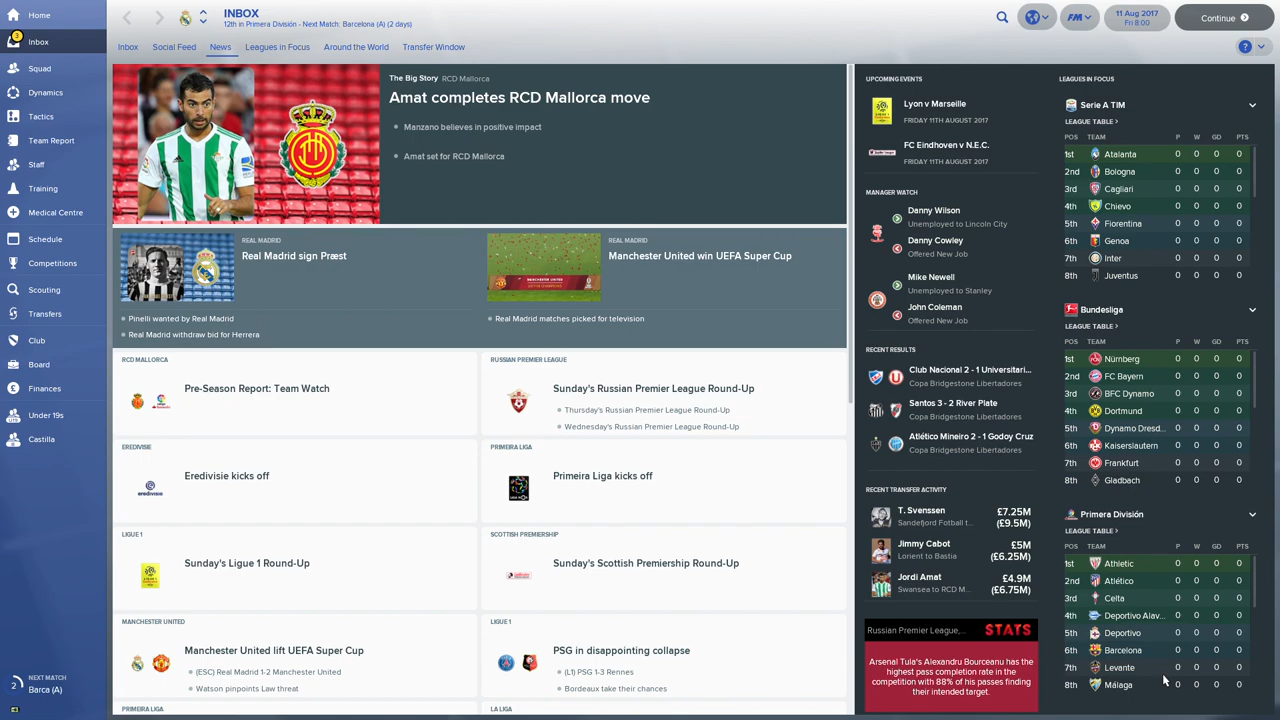 Home
3
Inbox
Squad
Dynamics
Tactics
Team Report
Staff
Training
Medical Centre
Schedule
Competitions
Scouting
Transfers
Club
Board
Finances
Under 19s
Castilla
NEXT MATCH
Barca (A)
INBOX
12th in Primera División - Next Match: Barcelona (A) (2 days)
FM
11 Aug 2017
Fri 8:00
Continue
Inbox
Social Feed
News
Leagues in Focus
Around the World
Transfer Window
?
The Big Story RCD Mallorca
Amat completes RCD Mallorca move
Manzano believes in positive impact
Amat set for RCD Mallorca
REAL MADRID
Real Madrid sign Præst
Pinelli wanted by Real Madrid
Real Madrid withdraw bid for Herrera
REAL MADRID
Manchester United win UEFA Super Cup
Real Madrid matches picked for television
RCD MALLORCA
Pre-Season Report: Team Watch
RUSSIAN PREMIER LEAGUE
Sunday's Russian Premier League Round-Up
Thursday's Russian Premier League Round-Up
Wednesday's Russian Premier League Round-Up
EREDIVISIE
Eredivisie kicks off
PRIMEIRA LIGA
Primeira Liga kicks off
LIGUE 1
Sunday's Ligue 1 Round-Up
SCOTTISH PREMIERSHIP
Sunday's Scottish Premiership Round-Up
MANCHESTER UNITED
Manchester United lift UEFA Super Cup
(ESC) Real Madrid 1-2 Manchester United
Watson pinpoints Law threat
LIGUE 1
PSG in disappointing collapse
(L1) PSG 1-3 Rennes
Bordeaux take their chances
PRIMEIRA LIGA
LA LIGA
UPCOMING EVENTS
Lyon v Marseille
FRIDAY 11TH AUGUST 2017
FC Eindhoven v N.E.C.
FRIDAY 11TH AUGUST 2017
MANAGER WATCH
Danny Wilson
Unemployed to Lincoln City
Danny Cowley
Offered New Job
Mike Newell
Unemployed to Stanley
John Coleman
Offered New Job
RECENT RESULTS
Club Nacional 2 - 1 Universitari...
Copa Bridgestone Libertadores
Santos 3 - 2 River Plate
Copa Bridgestone Libertadores
Atlético Mineiro 2 - 1 Godoy Cruz
Copa Bridgestone Libertadores
RECENT TRANSFER ACTIVITY
T. Svenssen £7.25M
Sandefjord Fotball t... (£9.5M)
Jimmy Cabot £5M
Lorient to Bastia (£6.25M)
Jordi Amat £4.9M
Swansea to RCD M... (£6.75M)
Russian Premier League,... STATS
Arsenal Tula's Alexandru Bourceanu has the
highest pass completion rate in the
competition with 88% of his passes finding
their intended target.
LEAGUES IN FOCUS
Serie A TIM
LEAGUE TABLE >
POS TEAM P W GD PTS
1st Atalanta 0 0 0 0
2nd Bologna 0 0 0 0
3rd Cagliari 0 0 0 0
4th Chievo 0 0 0 0
5th Fiorentina 0 0 0 0
6th Genoa 0 0 0 0
7th Inter 0 0 0 0
8th Juventus 0 0 0 0
Bundesliga
LEAGUE TABLE >
POS TEAM P W GD PTS
1st Nürnberg 0 0 0 0
2nd FC Bayern 0 0 0 0
3rd BFC Dynamo 0 0 0 0
4th Dortmund 0 0 0 0
5th Dynamo Dresd... 0 0 0 0
6th Kaiserslautern 0 0 0 0
7th Frankfurt 0 0 0 0
8th Gladbach 0 0 0 0
Primera División
LEAGUE TABLE >
POS TEAM P W GD PTS
1st Athletic 0 0 0 0
2nd Atlético 0 0 0 0
3rd Celta 0 0 0 0
4th Deportivo Alav... 0 0 0 0
5th Deportivo 0 0 0 0
6th Barcelona 0 0 0 0
7th Levante 0 0 0 0
8th Málaga 0 0 0 0